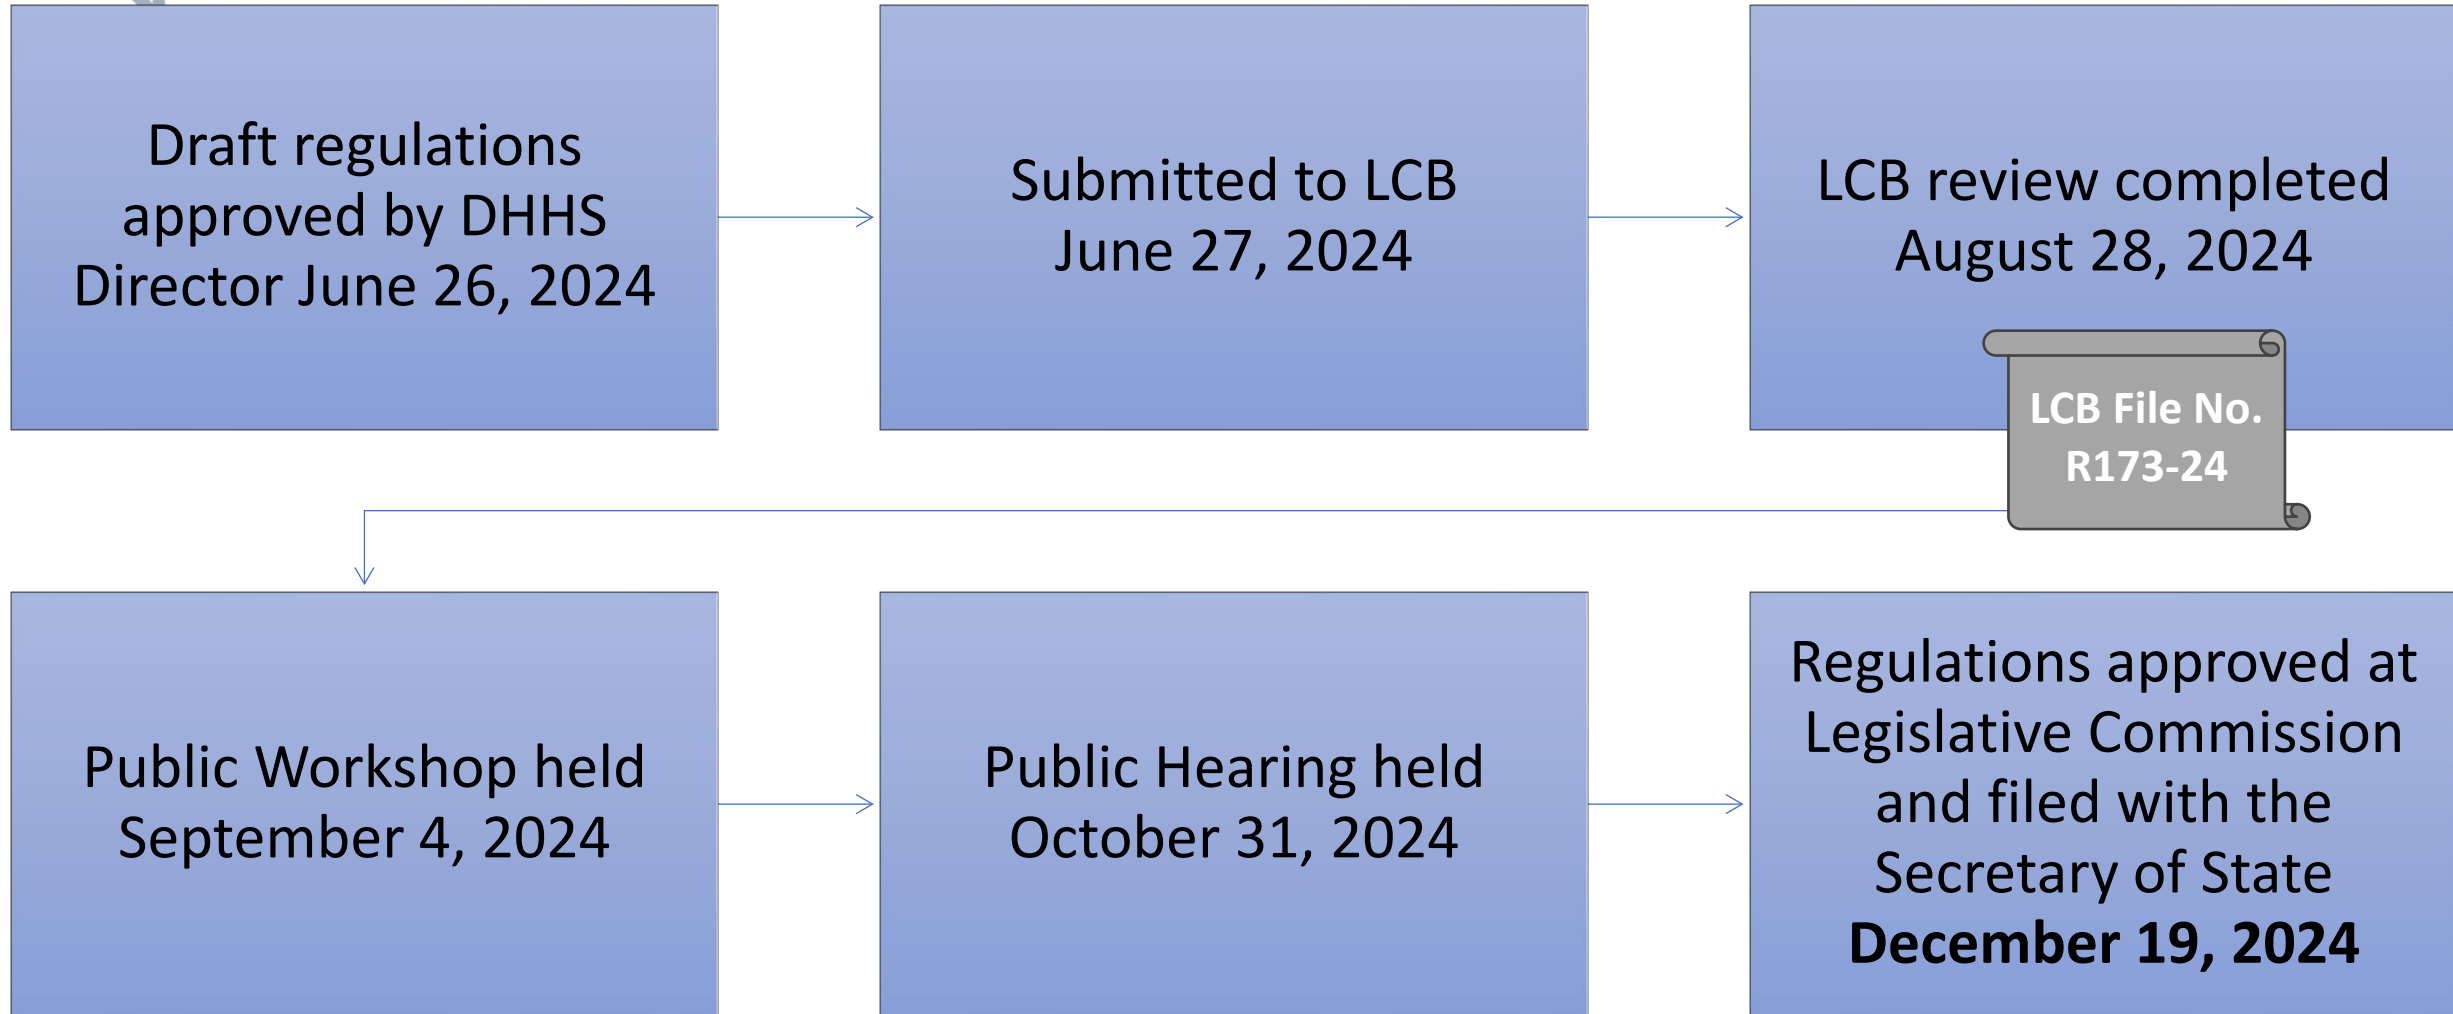 Draft regulations
approved by DHHS
Director June 26, 2024
Submitted to LCB
June 27, 2024
LCB review completed
August 28, 2024
LCB File No.
R173-24
Public Workshop held
September 4, 2024
Public Hearing held
October 31, 2024
Regulations approved at
Legislative Commission
and filed with the
Secretary of State
December 19, 2024